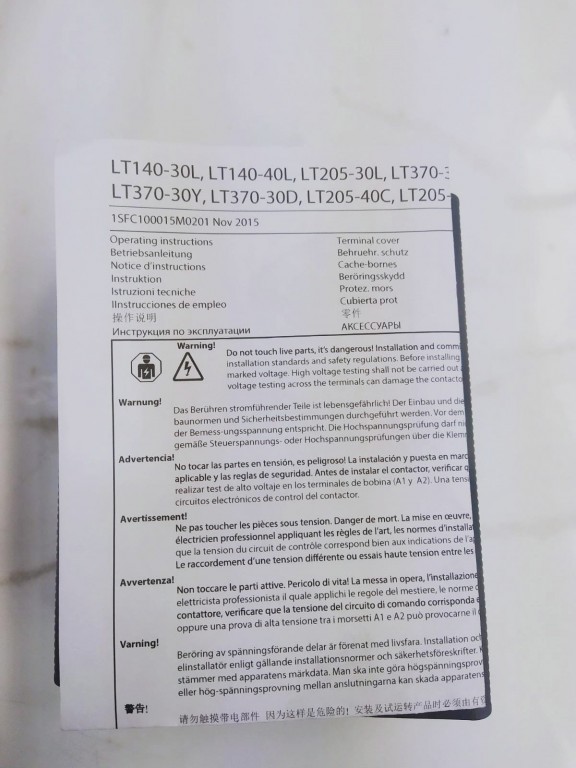 LT140-30L, LT140-40L, LT205-30L, LT370-3
LT370-30Y, LT370-30D, LT205-40C, LT205-
1SFC100015M0201 Nov 2015
Operating instructions
Betriebsanleitung
Notice d'instructions
Instruktion
Istruzioni tecniche
IInstrucciones de empleo
操作说明
Инструкция по эксплуатации
Terminal cover
Behruehr. schutz
Cache-bornes
Beröringsskydd
Protez. mors
Cubierta prot
零件
АКСЕССУАРЫ
Warning!
Do not touch live parts, it's dangerous! Installation and comm
installation standards and safety regulations. Before installing
marked voltage. High voltage testing shall not be carried out
voltage testing across the terminals can damage the contacto
Warnung!
Das Berühren stromführender Teile ist lebensgefährlich! Der Einbau und die
baunormen und Sicherheitsbestimmungen durchgeführt werden. Vor dem
der Bemess-ungsspannung entspricht. Die Hochspannungsprüfung darf ni
gemäße Steuerspannungs- oder Hochspannungsprüfungen über die Klem
Advertencia!
No tocar las partes en tensión, es peligroso! La instalación y puesta en marc
aplicable y las reglas de seguridad. Antes de instalar el contactor, verificar q
realizar test de alto voltaje en los terminales de bobina (A1 y A2). Una tens
circuitos electrónicos de control del contactor.
Avertissement!
Ne pas toucher les pièces sous tension. Danger de mort. La mise en œuvre,
électricien professionnel appliquant les règles de l'art, les normes d'installa
que la tension du circuit de contrôle correspond bien aux indications de l'a
Le raccordement d'une tension différente ou essais haute tension entre les
Avvertenza!
Non toccare le parti attive. Pericolo di vita! La messa in opera, l'installazione
elettricista professionista il quale applichi le regole del mestiere, le norme
contattore, verificare que la tensione del circuito di comando corrisponda
oppure una prova di alta tensione tra i morsetti A1 e A2 può provocarne il
Varning!
Beröring av spänningsförande delar är förenat med livsfara. Installation och
elinstallatör enligt gällande installationsnormer och säkerhetsföreskrifter.
stämmer med apparatens märkdata. Man ska inte göra högspänningsprov
eller hög-spänningsprovning mellan anslutningarna kan skada apparatens
警告!
请勿触摸带电部件 因为这样是危险的! 安装及试运转产品时必须由有